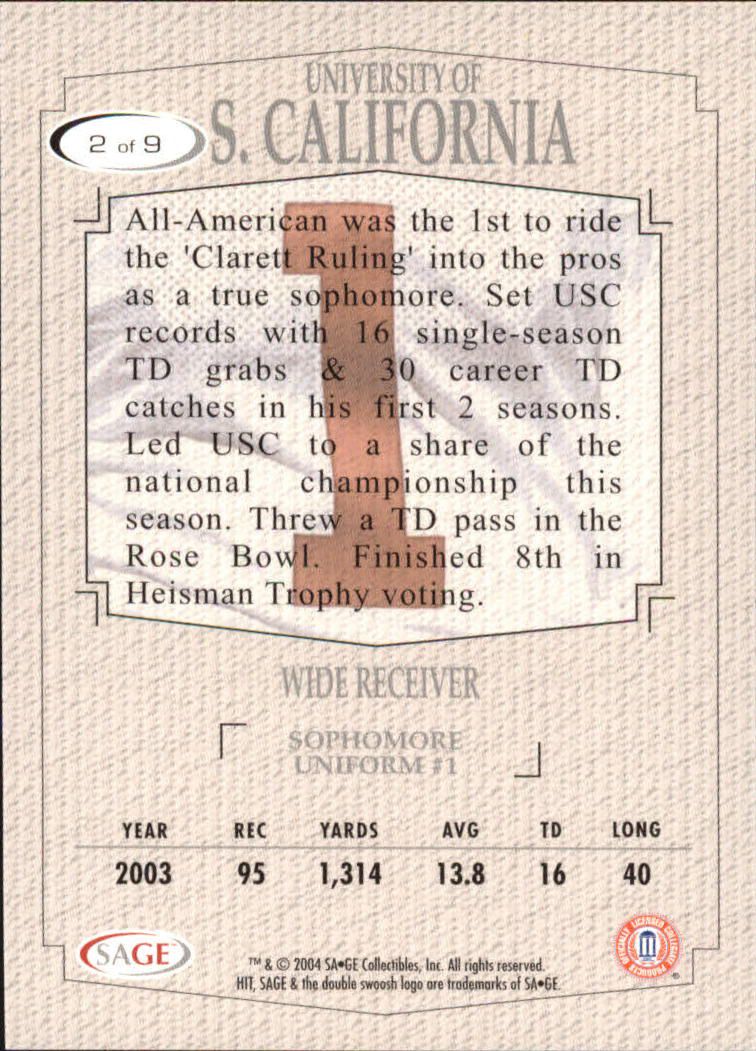 UNIVERSITY OF
S. CALIFORNIA
2 of 9
All-American was the 1st to ride
the 'Clarett Ruling' into the pros
as a true sophomore. Set USC
records with 16 single-season
TD grabs & 30 career TD
catches in his first 2 seasons.
Led USC to a share of the
national championship this
season. Threw a TD pass in the
Rose Bowl. Finished 8th in
Heisman Trophy voting.
1
WIDE RECEIVER
SOPHOMORE
UNIFORM #1
YEAR REC YARDS AVG TD LONG
2003 95 1,314 13.8 16 40
SAGE
™ & © 2004 SA•GE Collectibles, Inc. All rights reserved.
HIT, SAGE & the double swoosh logo are trademarks of SA•GE.
OFFICIALLY LICENSED COLLEGIATE PRODUCTS
®